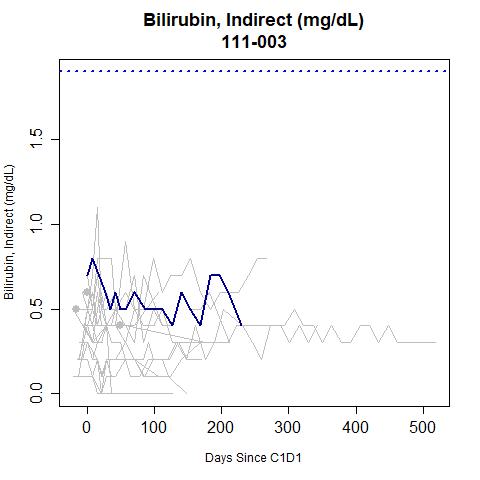 Bilirubin, Indirect (mg/dL)
111-003
Bilirubin, Indirect (mg/dL)
1.5
1.0
0.5
0.0
0 100 200 300 400 500
Days Since C1D1